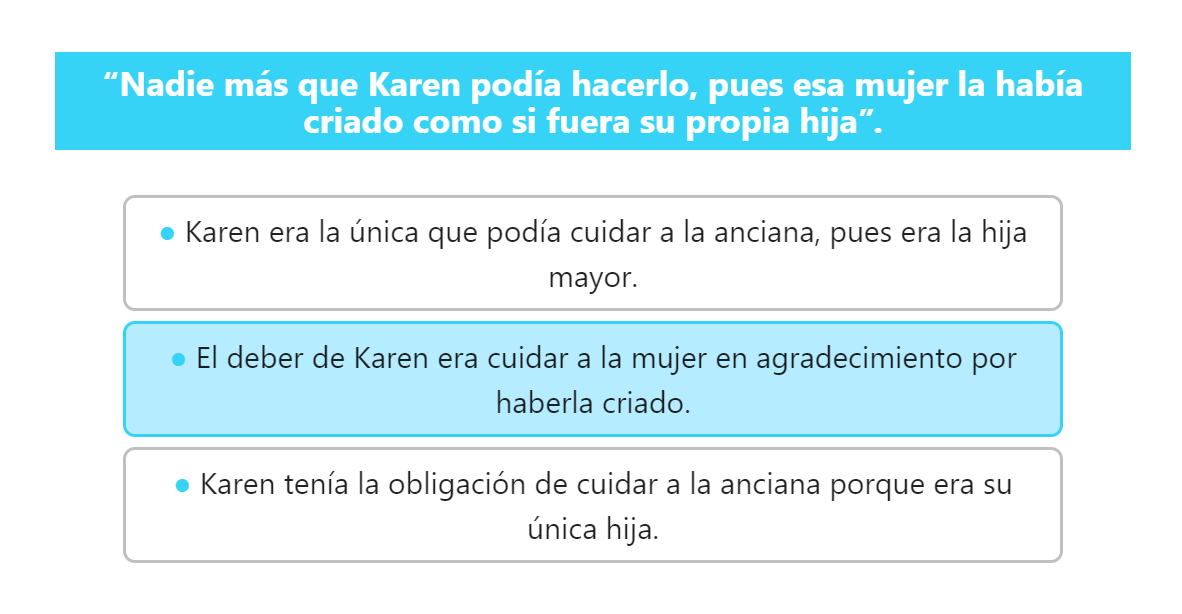 “Nadie más que Karen podía hacerlo, pues esa mujer la había
criado como si fuera su propia hija”.
● Karen era la única que podía cuidar a la anciana, pues era la hija
mayor.
● El deber de Karen era cuidar a la mujer en agradecimiento por
haberla criado.
● Karen tenía la obligación de cuidar a la anciana porque era su
única hija.